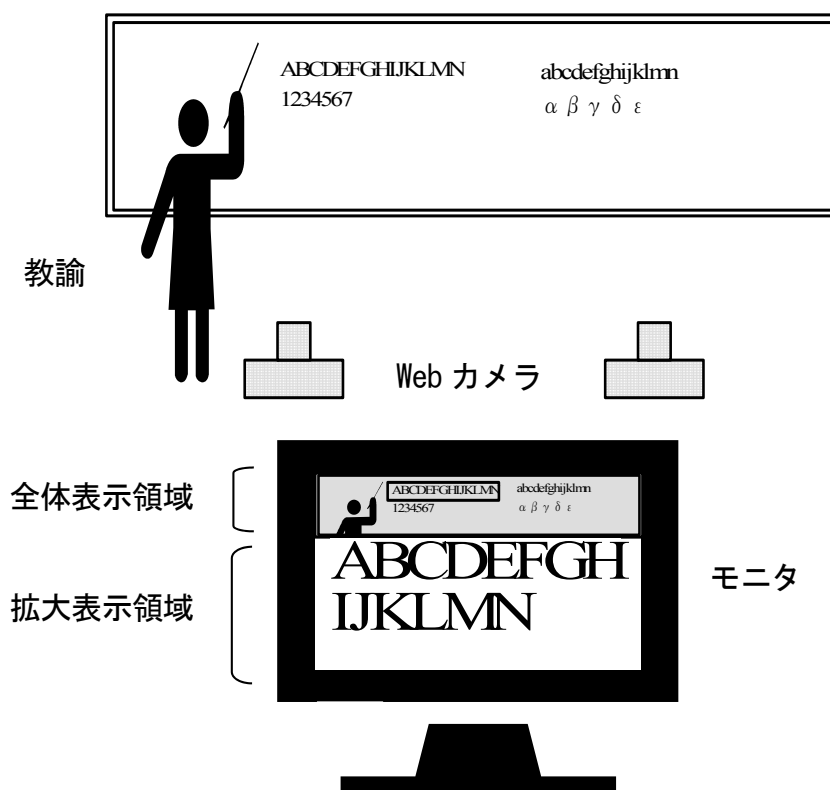 ABCDEFGHIJKLMN
1234567
abcdefghijklmn
α β γ δ ε
教諭
Web カメラ
全体表示領域
ABCDEFGHIJKLMN
1234567
abcdefghijklmn
α β γ δ ε
拡大表示領域
ABCDEFGH
IJKLMN
モニタ